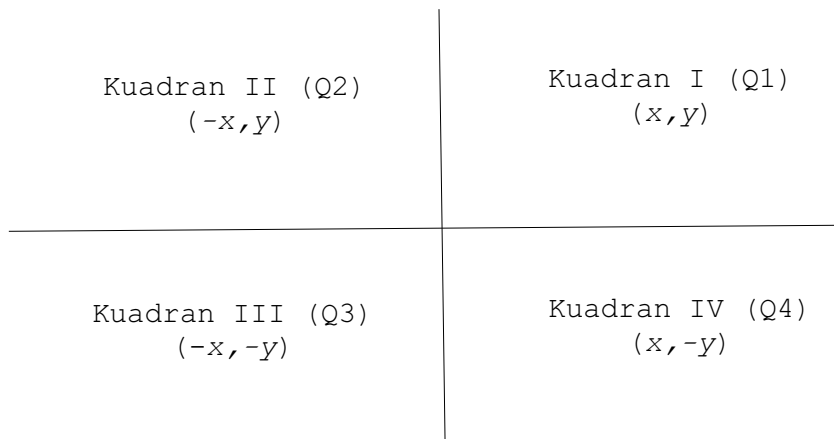 Kuadran II (Q2)
(-x,y)
Kuadran I (Q1)
(x,y)
Kuadran III (Q3)
(-x,-y)
Kuadran IV (Q4)
(x,-y)